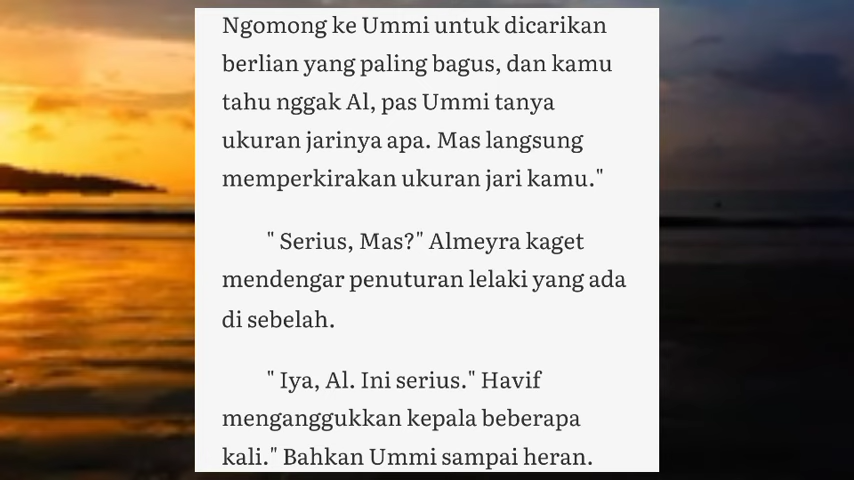 Ngomong ke Ummi untuk dicarikan
berlian yang paling bagus, dan kamu
tahu nggak Al, pas Ummi tanya
ukuran jarinya apa. Mas langsung
memperkirakan ukuran jari kamu."
" Serius, Mas?" Almeyra kaget
mendengar penuturan lelaki yang ada
di sebelah.
" Iya, Al. Ini serius." Havif
menganggukkan kepala beberapa
kali." Bahkan Ummi sampai heran.